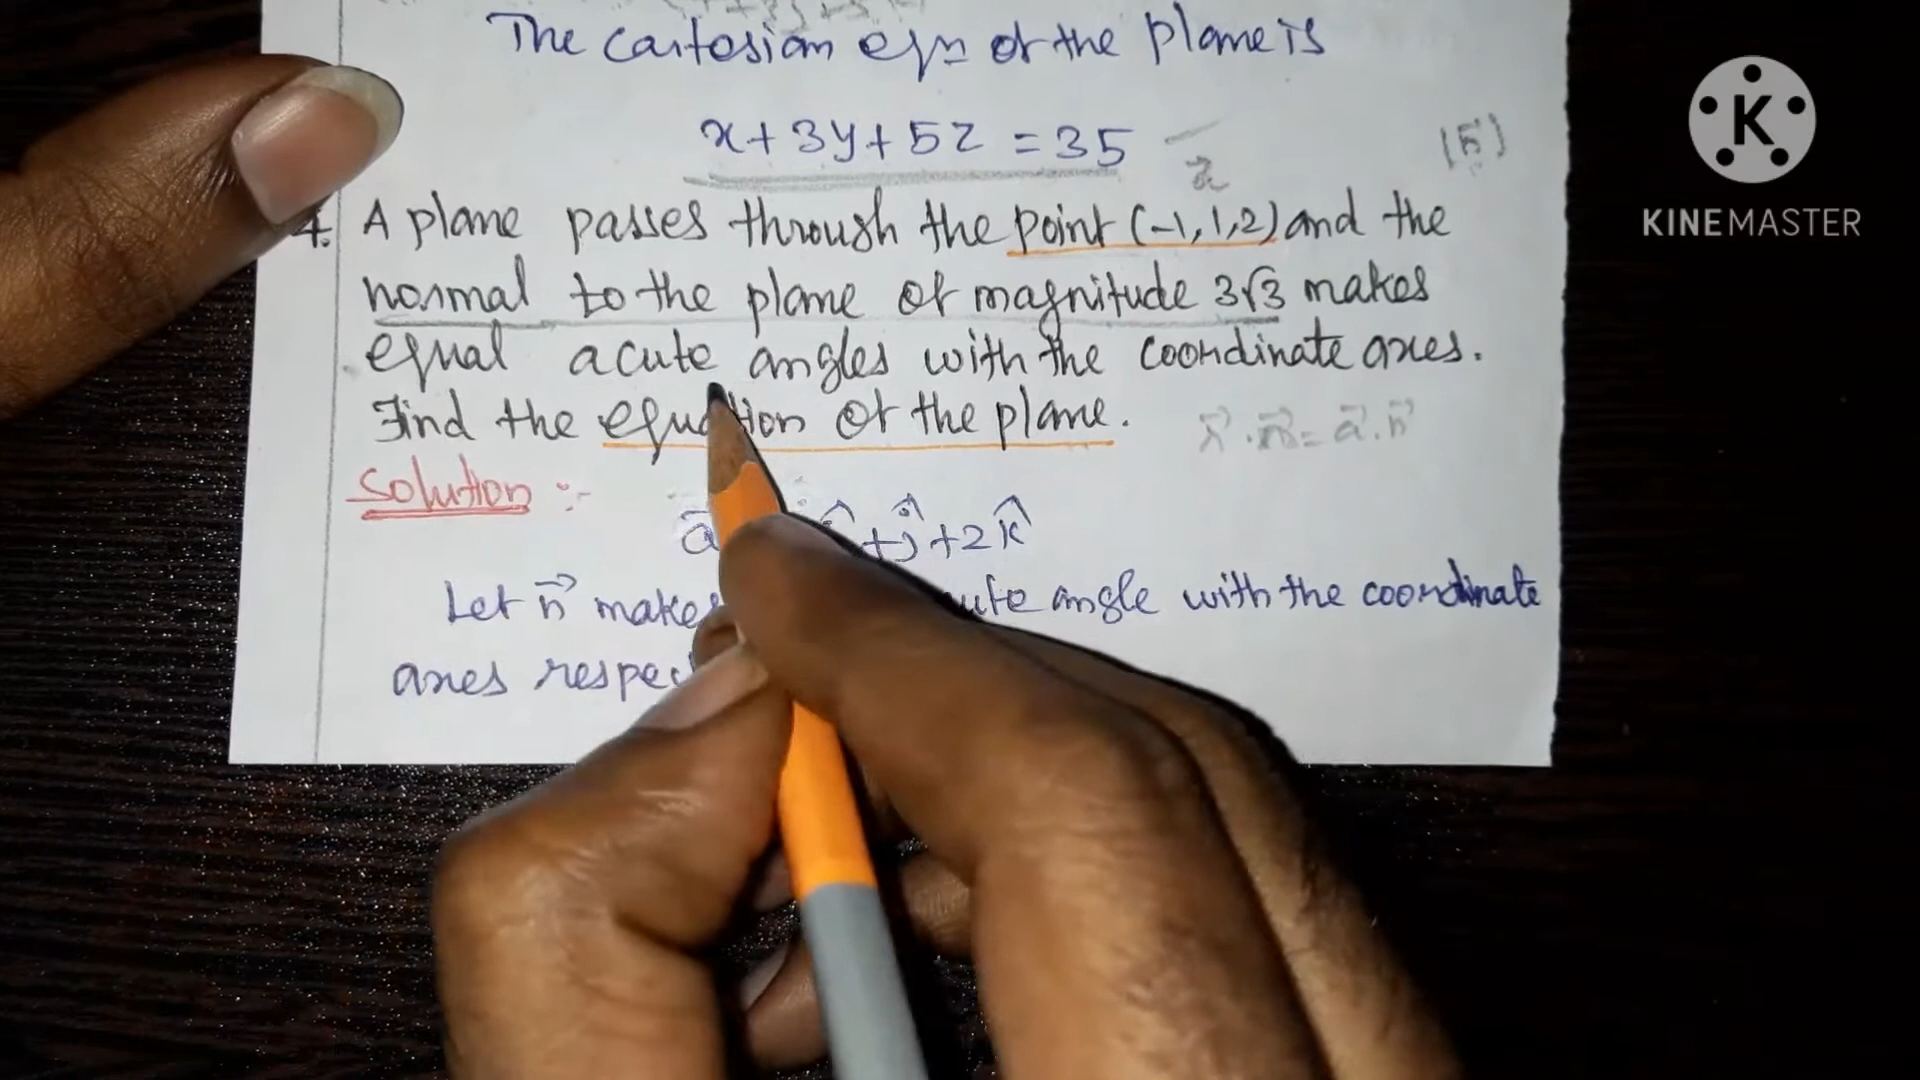 The cartesian eqn of the plane is
x+3y+5z=35
|n⃗|
4. A plane passes through the point (-1,1,2) and the
normal to the plane of magnitude 3√3 makes
equal acute angles with the coordinate axes.
Find the equation of the plane.
r⃗.n⃗=a⃗.n⃗
Solution :-
+ĵ+2k̂
Let n⃗ makes angle with the coordinate
axes
K
KINEMASTER